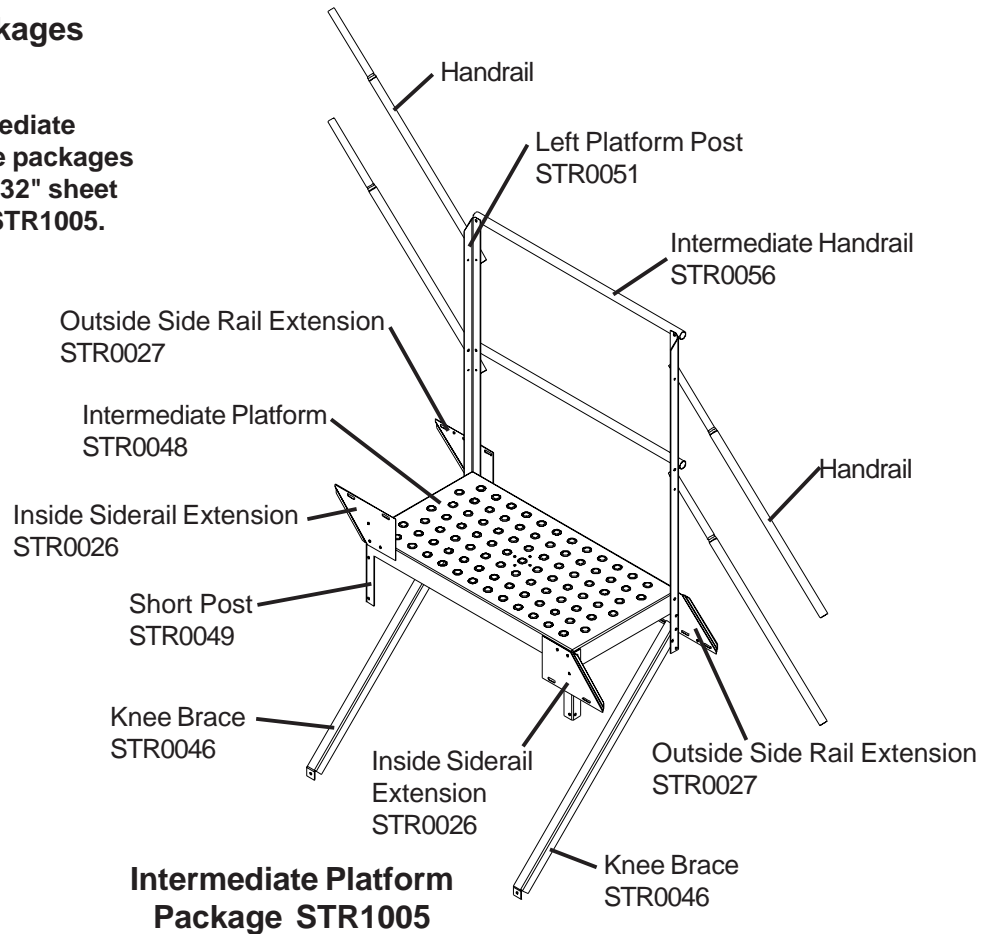 kages
ediate
e packages
32" sheet
STR1005.
Handrail
Left Platform Post
STR0051
Intermediate Handrail
STR0056
Outside Side Rail Extension
STR0027
Intermediate Platform
STR0048
Inside Siderail Extension
STR0026
Handrail
Short Post
STR0049
Knee Brace
STR0046
Inside Siderail
Extension
STR0026
Outside Side Rail Extension
STR0027
Knee Brace
STR0046
Intermediate Platform
Package STR1005